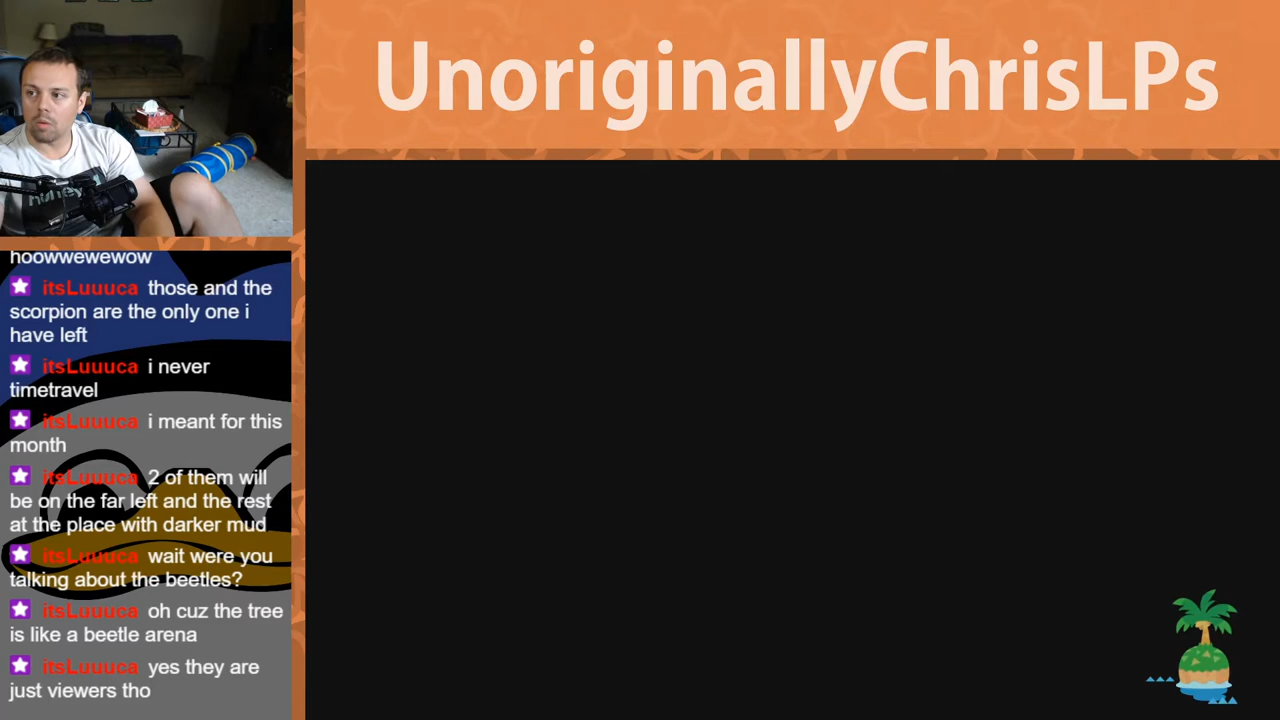 UnoriginallyChrisLPs
hoowwewewow
itsLuuuca those and the
scorpion are the only one i
have left
itsLuuuca i never
timetravel
itsLuuuca i meant for this
month
itsLuuuca 2 of them will
be on the far left and the rest
at the place with darker mud
itsLuuuca wait were you
talking about the beetles?
itsLuuuca oh cuz the tree
is like a beetle arena
itsLuuuca yes they are
just viewers tho